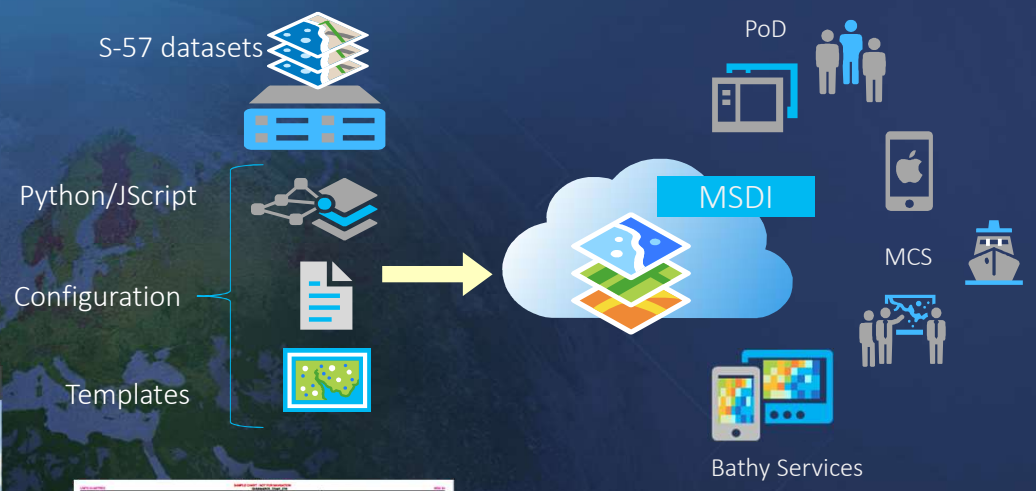 S-57 datasets
Python/JScript
Configuration
Templates
MSDI
PoD
MCS
Bathy Services